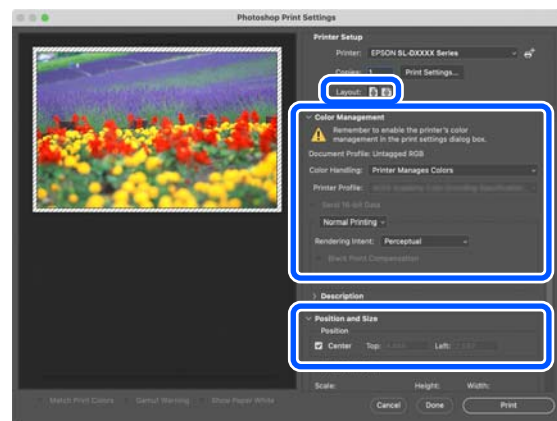 Photoshop Print Settings
Printer Setup
Printer: EPSON SL-DXXXX Series
Copies: 1 Print Settings...
Layout:
Color Management
Remember to enable the printer's color
management in the print settings dialog box.
Document Profile: Untagged RGB
Color Handling: Printer Manages Colors
Printer Profile:
Send 16-bit Data
Normal Printing
Rendering Intent: Perceptual
Black Point Compensation
Description
Position and Size
Position
Center Top: Left:
Scale: Height: Width:
Match Print Colors Gamut Warning Show Paper White
Cancel Done Print